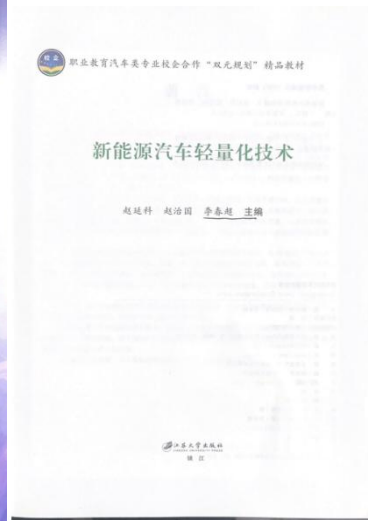 校企
职业教育汽车类专业校企合作“双元规划”精品教材
新能源汽车轻量化技术
赵延科 赵治国 李春超 主编
江苏大学出版社
镇江